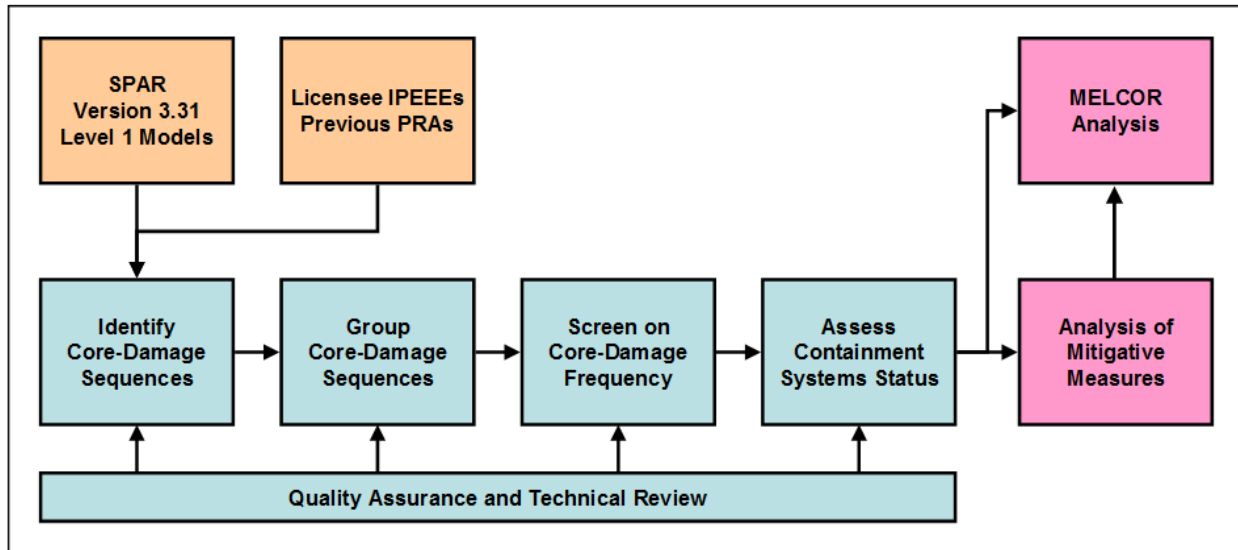 SPAR
Version 3.31
Level 1 Models
Licensee IPEEEs
Previous PRAs
MELCOR
Analysis
Identify
Core-Damage
Sequences
Group
Core-Damage
Sequences
Screen on
Core-Damage
Frequency
Assess
Containment
Systems Status
Analysis of
Mitigative
Measures
Quality Assurance and Technical Review